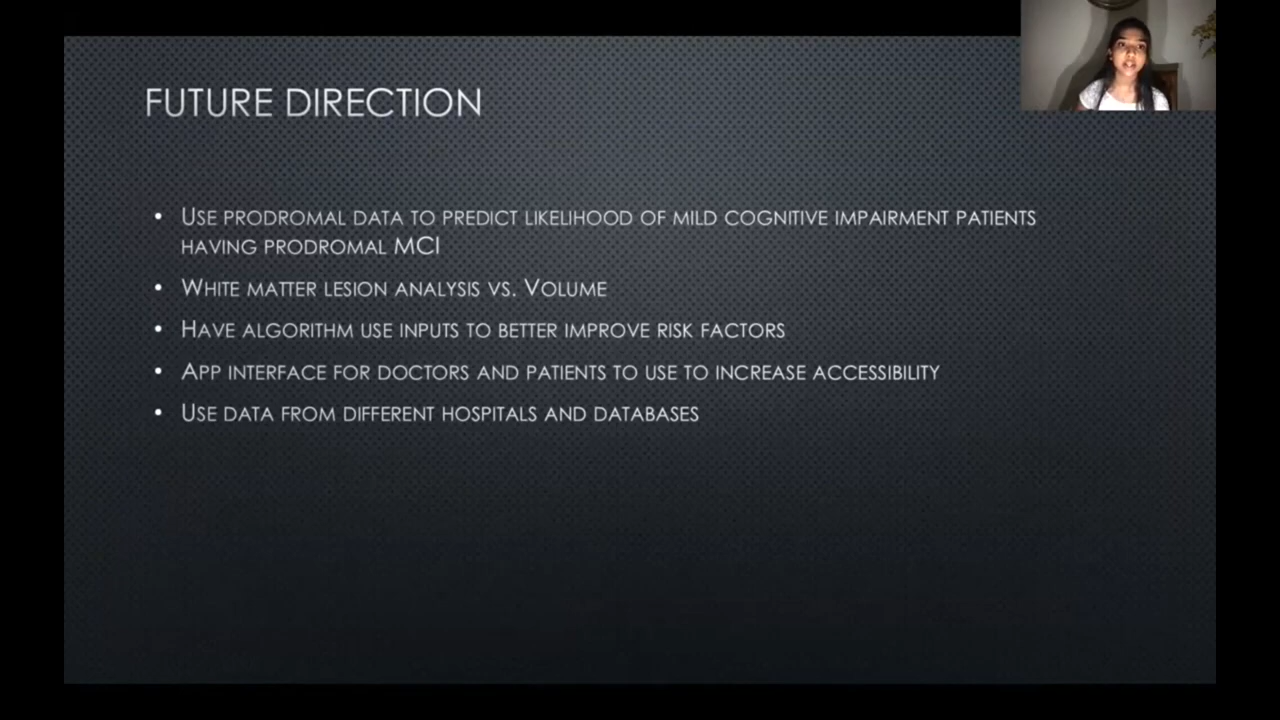 FUTURE DIRECTION
• USE PRODROMAL DATA TO PREDICT LIKELIHOOD OF MILD COGNITIVE IMPAIRMENT PATIENTS
HAVING PRODROMAL MCI
• WHITE MATTER LESION ANALYSIS VS. VOLUME
• HAVE ALGORITHM USE INPUTS TO BETTER IMPROVE RISK FACTORS
• APP INTERFACE FOR DOCTORS AND PATIENTS TO USE TO INCREASE ACCESSIBILITY
• USE DATA FROM DIFFERENT HOSPITALS AND DATABASES